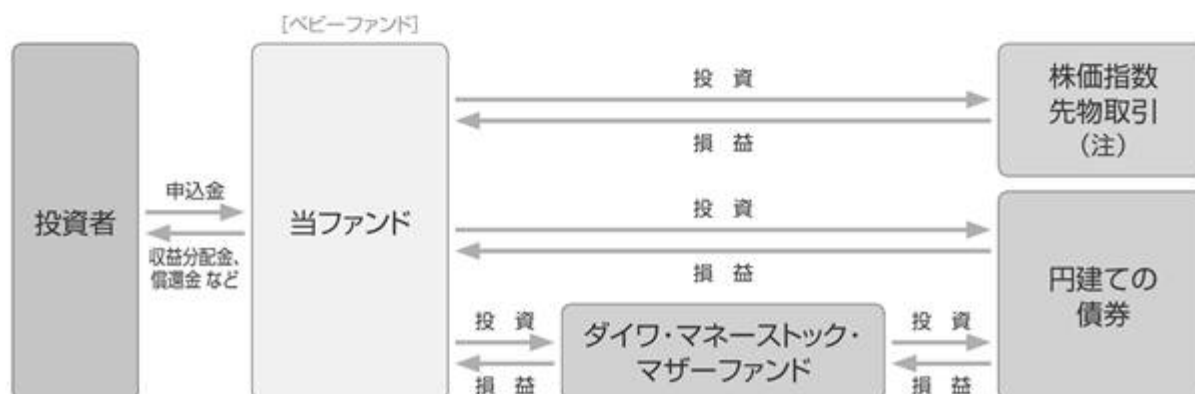 [ベビーファンド]
投資者
申込金
収益分配金、
償還金 など
当ファンド
投 資
損 益
株価指数
先物取引
（注）
投 資
損 益
円建ての
債券
投 資
損 益
ダイワ・マネーストック・
マザーファンド
投 資
損 益